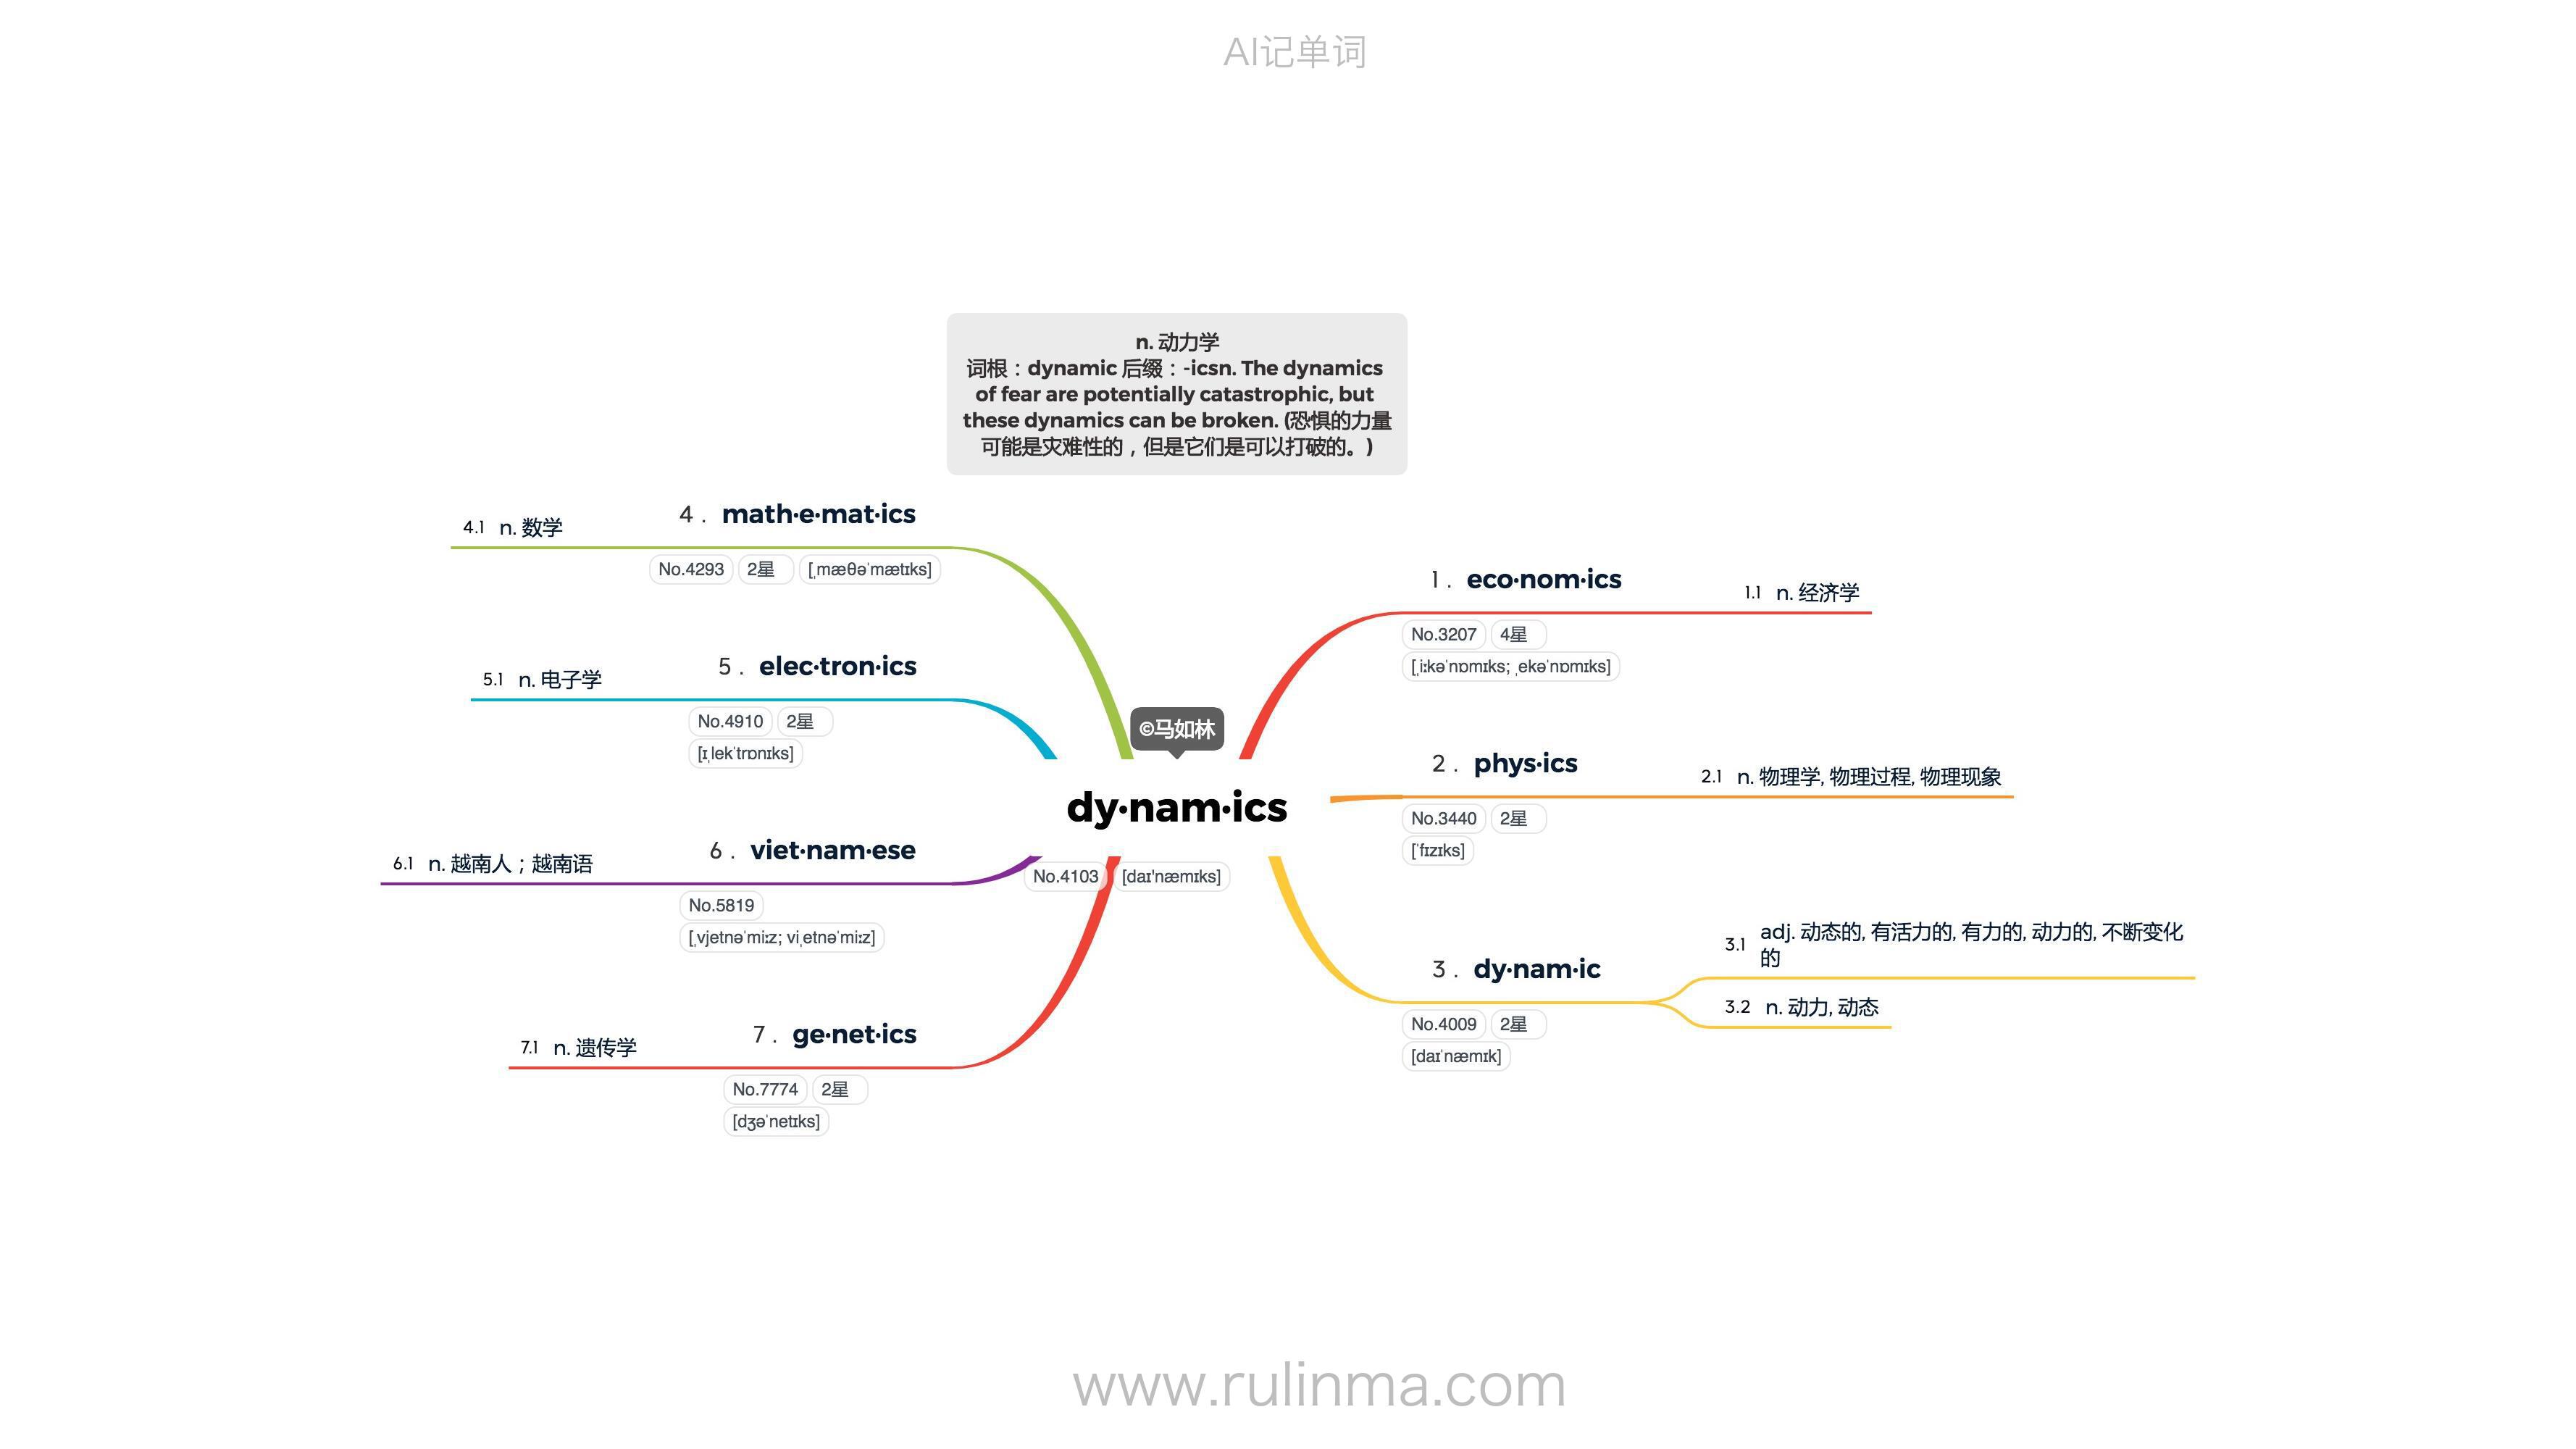 AI记单词
n. 动力学
词根：dynamic 后缀：-icsn. The dynamics
of fear are potentially catastrophic, but
these dynamics can be broken. (恐惧的力量
可能是灾难性的，但是它们是可以打破的。)
©马如林
dy·nam·ics
No.4103 [daɪ'næmɪks]
1. eco·nom·ics
No.3207 4星
[ˌiːkəˈnɒmɪks; ˌekəˈnɒmɪks]
1.1 n. 经济学
2. phys·ics
No.3440 2星
[ˈfɪzɪks]
2.1 n. 物理学, 物理过程, 物理现象
3. dy·nam·ic
No.4009 2星
[daɪˈnæmɪk]
3.1 adj. 动态的, 有活力的, 有力的, 动力的, 不断变化
的
3.2 n. 动力, 动态
4. math·e·mat·ics
No.4293 2星 [ˌmæθəˈmætɪks]
4.1 n. 数学
5. elec·tron·ics
No.4910 2星
[ɪˌlekˈtrɒnɪks]
5.1 n. 电子学
6. viet·nam·ese
No.5819
[ˌvjetnəˈmiːz; viˌetnəˈmiːz]
6.1 n. 越南人；越南语
7. ge·net·ics
No.7774 2星
[dʒəˈnetɪks]
7.1 n. 遗传学
www.rulinma.com